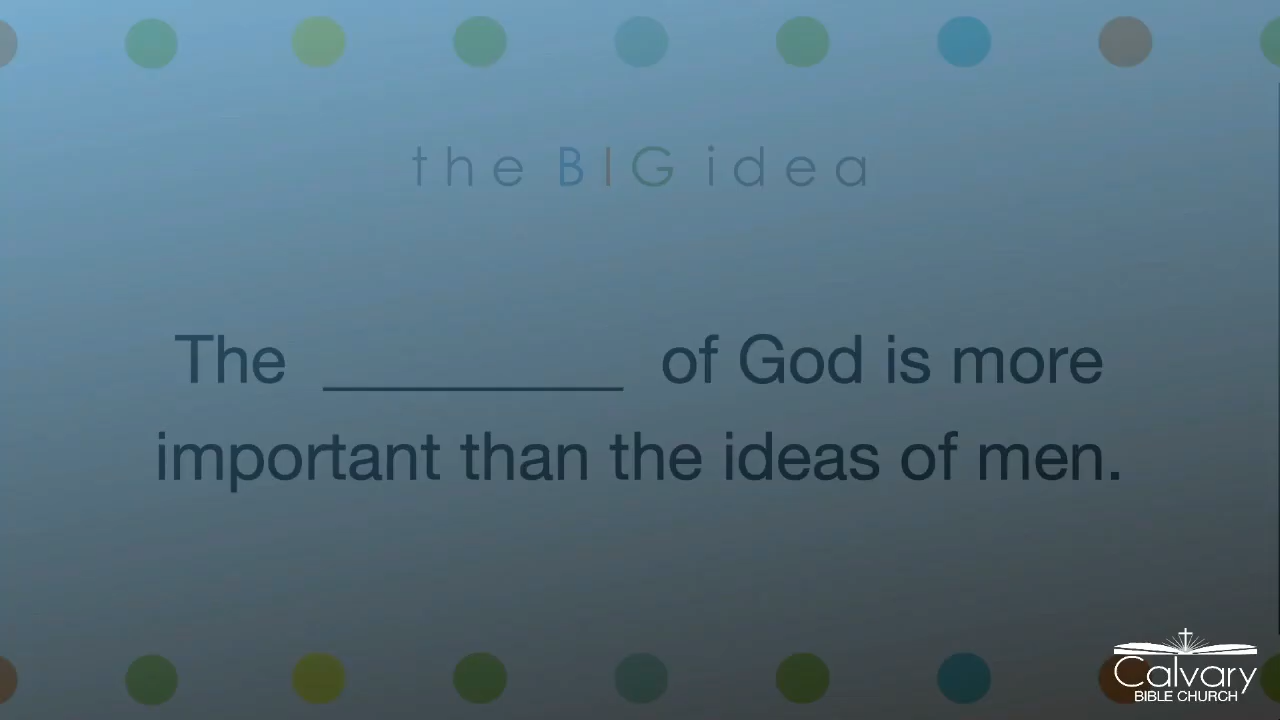 the BIG idea
The __________ of God is more
important than the ideas of men.
Calvary
BIBLE CHURCH